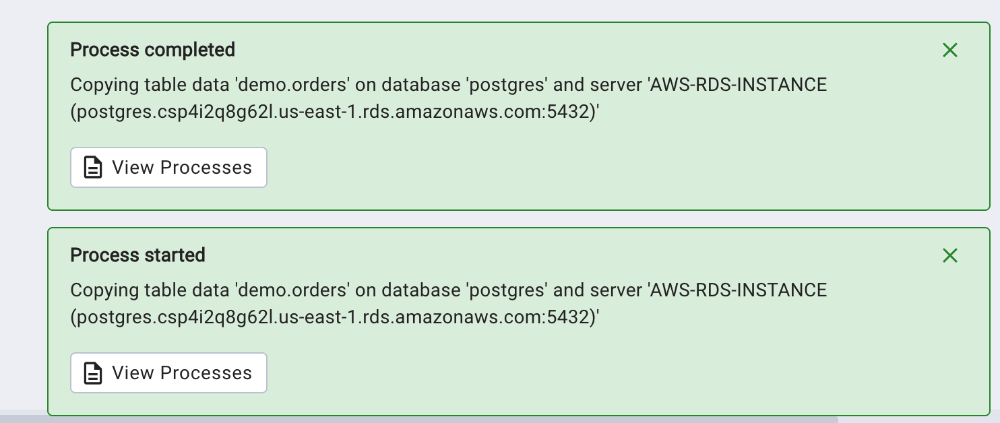 Process completed
Copying table data 'demo.orders' on database 'postgres' and server 'AWS-RDS-INSTANCE
(postgres.csp4i2q8g62l.us-east-1.rds.amazonaws.com:5432)'
View Processes
Process started
Copying table data 'demo.orders' on database 'postgres' and server 'AWS-RDS-INSTANCE
(postgres.csp4i2q8g62l.us-east-1.rds.amazonaws.com:5432)'
View Processes